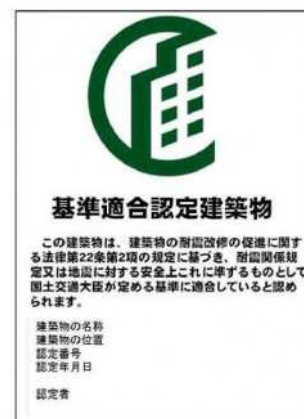 基準適合認定建築物
この建築物は、建築物の耐震改修の促進に関す
る法律第22条第2項の規定に基づき、耐震関係規
定又は地震に対する安全上これに準ずるものとして
国土交通大臣が定める基準に適合していると認め
られます。
建築物の名称
建築物の位置
認定番号
認定年月日
認定者